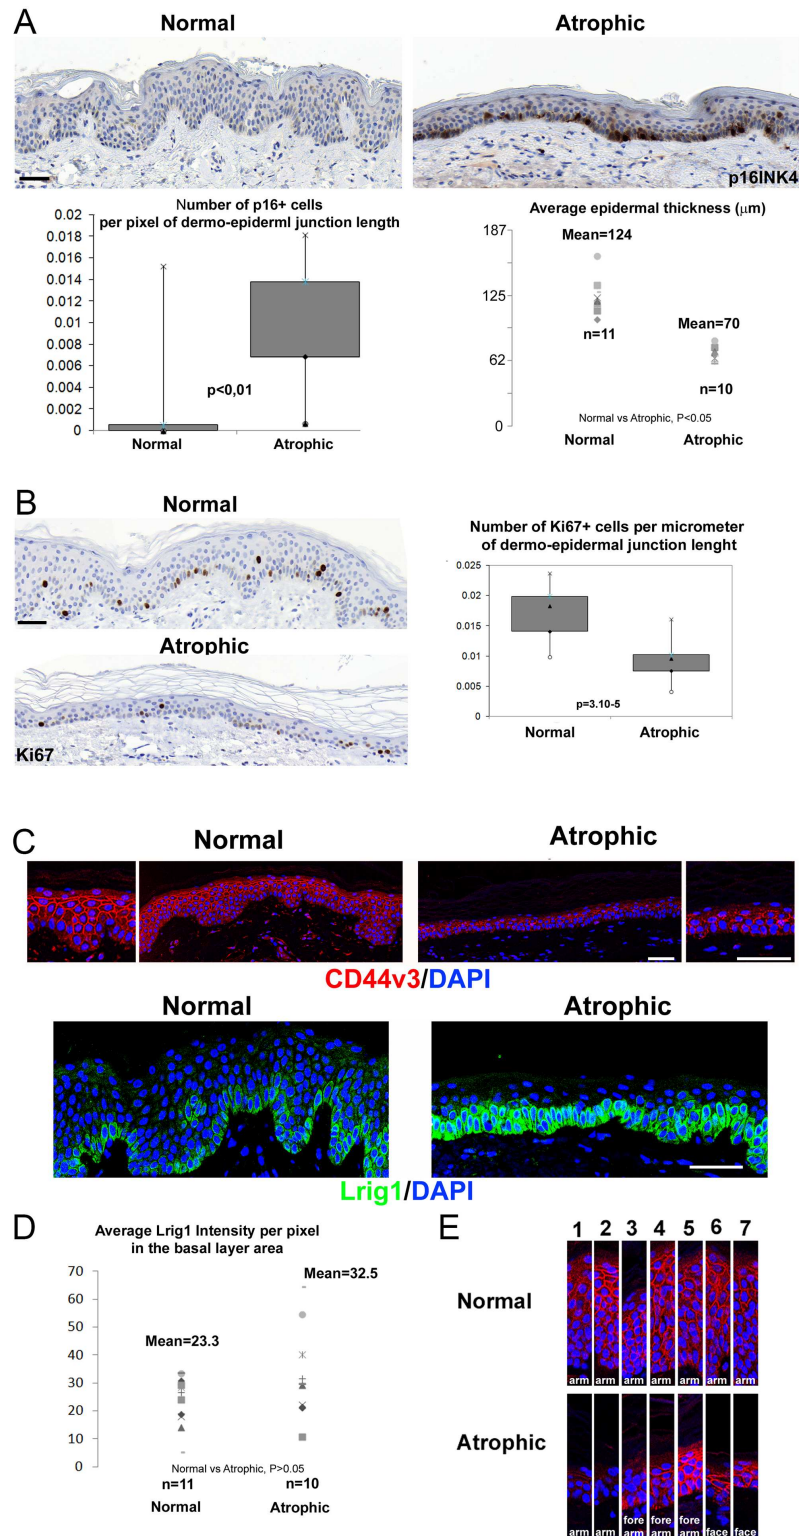 A
Normal
Atrophic
p16INK4
Number of p16+ cells
per pixel of dermo-epiderml junction length
0.02
0.018
0.016
0.014
0.012
0.01
0.008
0.006
0.004
0.002
0
p<0,01
Normal
Atrophic
Average epidermal thickness (μm)
187
125
62
0
Mean=124
n=11
Mean=70
n=10
Normal vs Atrophic, P<0.05
Normal
Atrophic
B
Normal
Atrophic
Ki67
Number of Ki67+ cells per micrometer
of dermo-epidermal junction lenght
0.025
0.02
0.015
0.01
0.005
0
p=3.10-5
Normal
Atrophic
C
Normal
Atrophic
CD44v3/DAPI
Normal
Atrophic
Lrig1/DAPI
D
Average Lrig1 Intensity per pixel
in the basal layer area
70
60
50
40
30
20
10
0
Mean=23.3
Mean=32.5
Normal vs Atrophic, P>0.05
n=11
n=10
Normal
Atrophic
E
1 2 3 4 5 6 7
Normal
arm arm arm arm arm arm arm
Atrophic
fore fore fore
arm arm arm arm arm face face